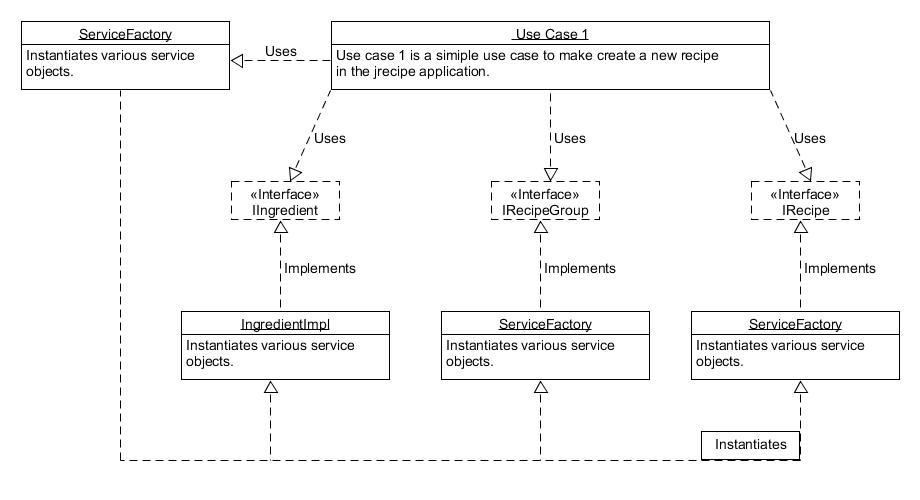 ServiceFactory
Instantiates various service
objects.
Uses
Use Case 1
Use case 1 is a simiple use case to make create a new recipe
in the jrecipe application.
Uses
Uses
Uses
«Interface»
IIngredient
«Interface»
IRecipeGroup
«Interface»
IRecipe
Implements
Implements
Implements
IngredientImpl
Instantiates various service
objects.
ServiceFactory
Instantiates various service
objects.
ServiceFactory
Instantiates various service
objects.
Instantiates